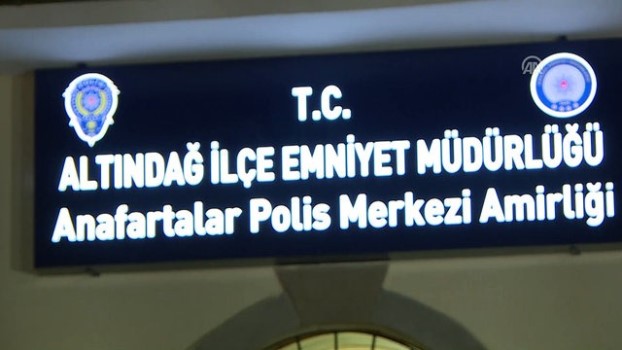 T.C.
ALTINDAĞ İLÇE EMNİYET MÜDÜRLÜĞÜ
Anafartalar Polis Merkezi Amirliği